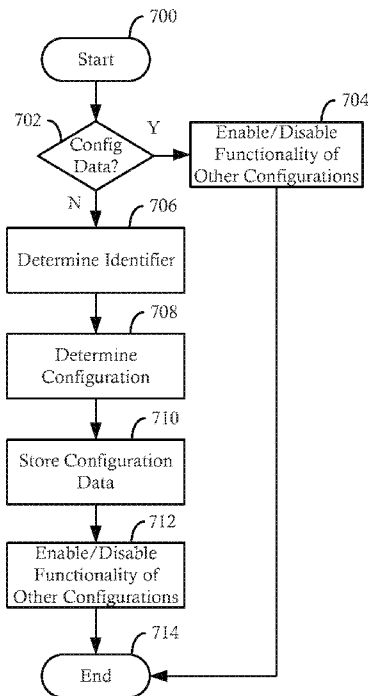 700
Start
702
Config
Data?
Y
N
704
Enable/Disable
Functionality of
Other Configurations
706
Determine Identifier
708
Determine
Configuration
710
Store Configuration
Data
712
Enable/Disable
Functionality of
Other Configurations
714
End